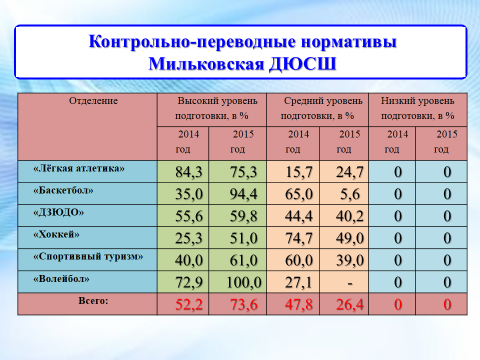 Контрольно-переводные нормативы
Мильковская ДЮСШ
Отделение Высокий уровень подготовки, в % Средний уровень подготовки, в % Низкий уровень подготовки, в %
2014 год 2015 год 2014 год 2015 год 2014 год 2015 год
«Лёгкая атлетика» 84,3 75,3 15,7 24,7 0 0
«Баскетбол» 35,0 94,4 65,0 5,6 0 0
«ДЗЮДО» 55,6 59,8 44,4 40,2 0 0
«Хоккей» 25,3 51,0 74,7 49,0 0 0
«Спортивный туризм» 40,0 61,0 60,0 39,0 0 0
«Волейбол» 72,9 100,0 27,1 - 0 0
Всего: 52,2 73,6 47,8 26,4 0 0